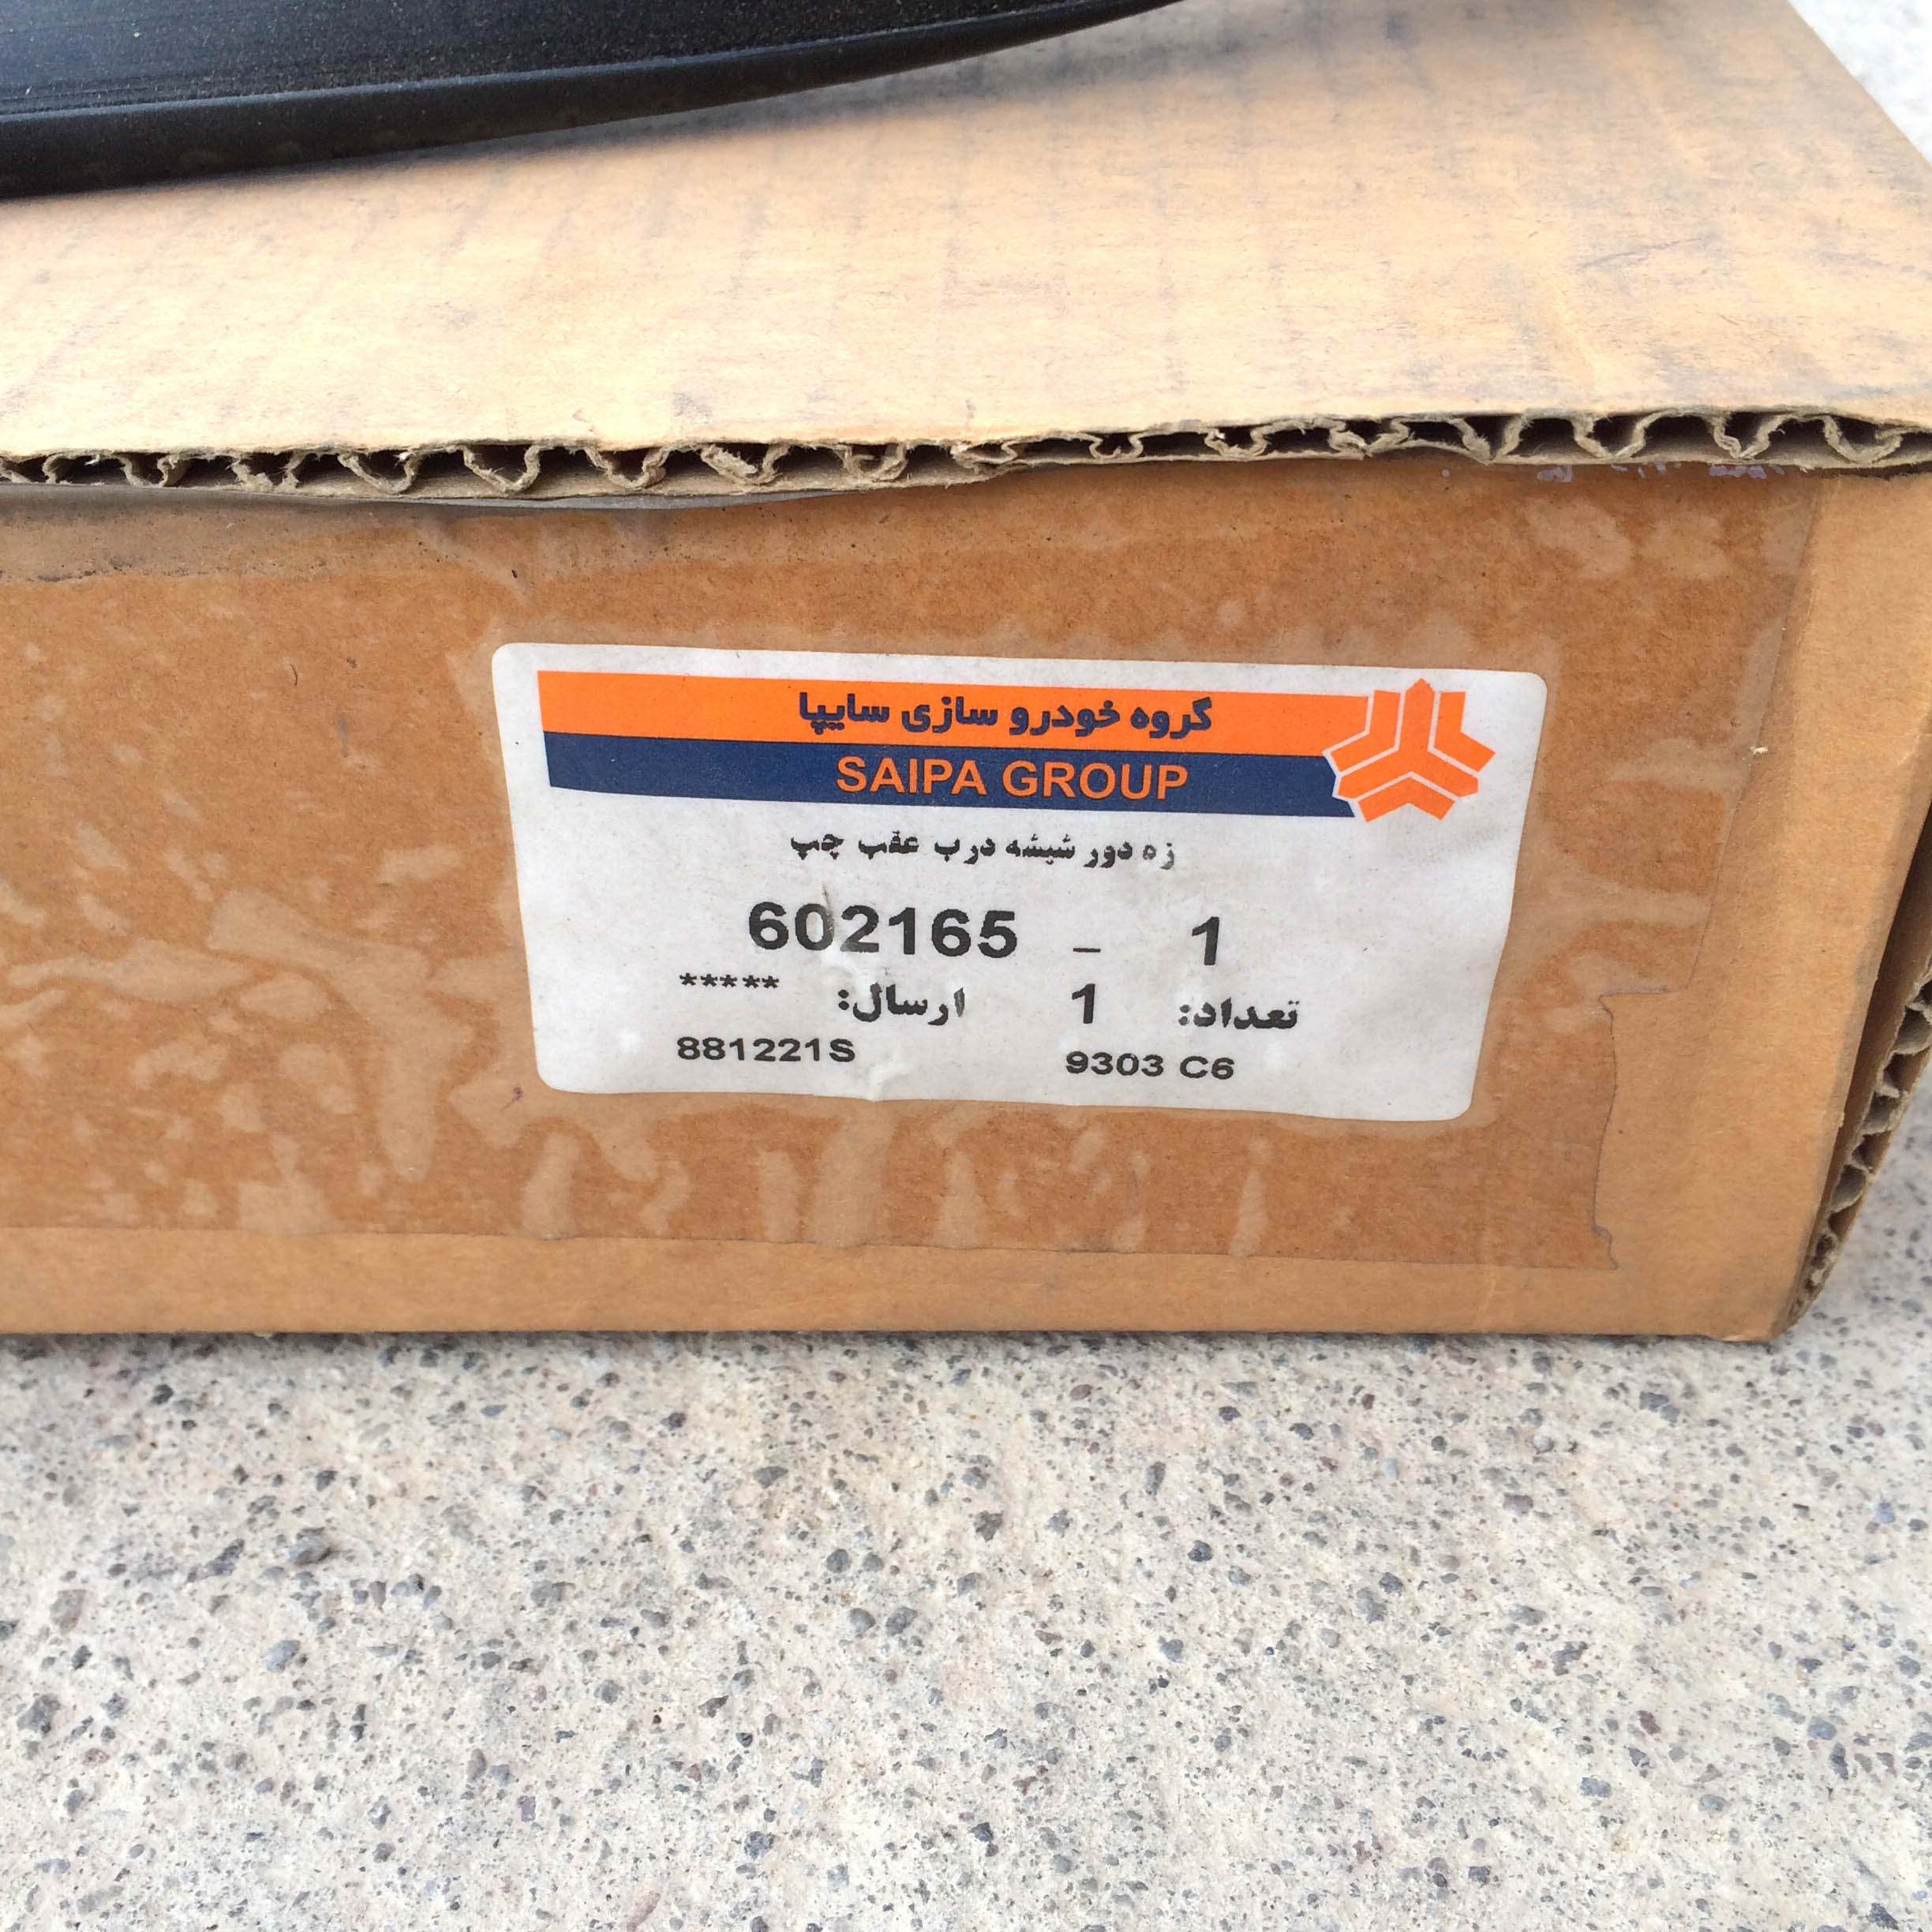 گروه خودرو سازی سایپا
SAIPA GROUP
زه دور شیشه درب عقب چپ
602165 - 1
تعداد: 1 ارسال: *****
881221S 9303 C6